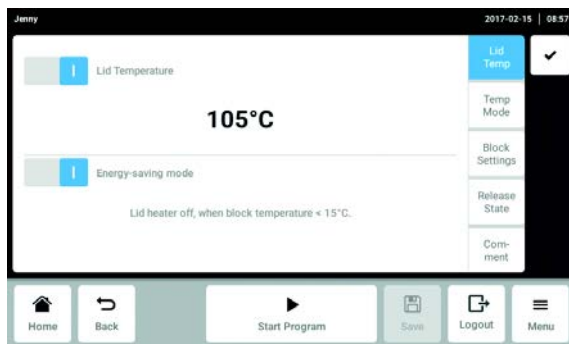 Jenny
2017-02-15 | 08:57
Lid Temperature
105°C
Energy-saving mode
Lid heater off, when block temperature < 15°C.
Lid
Temp
Temp
Mode
Block
Settings
Release
State
Com-
ment
Home
Back
Start Program
Save
Logout
Menu